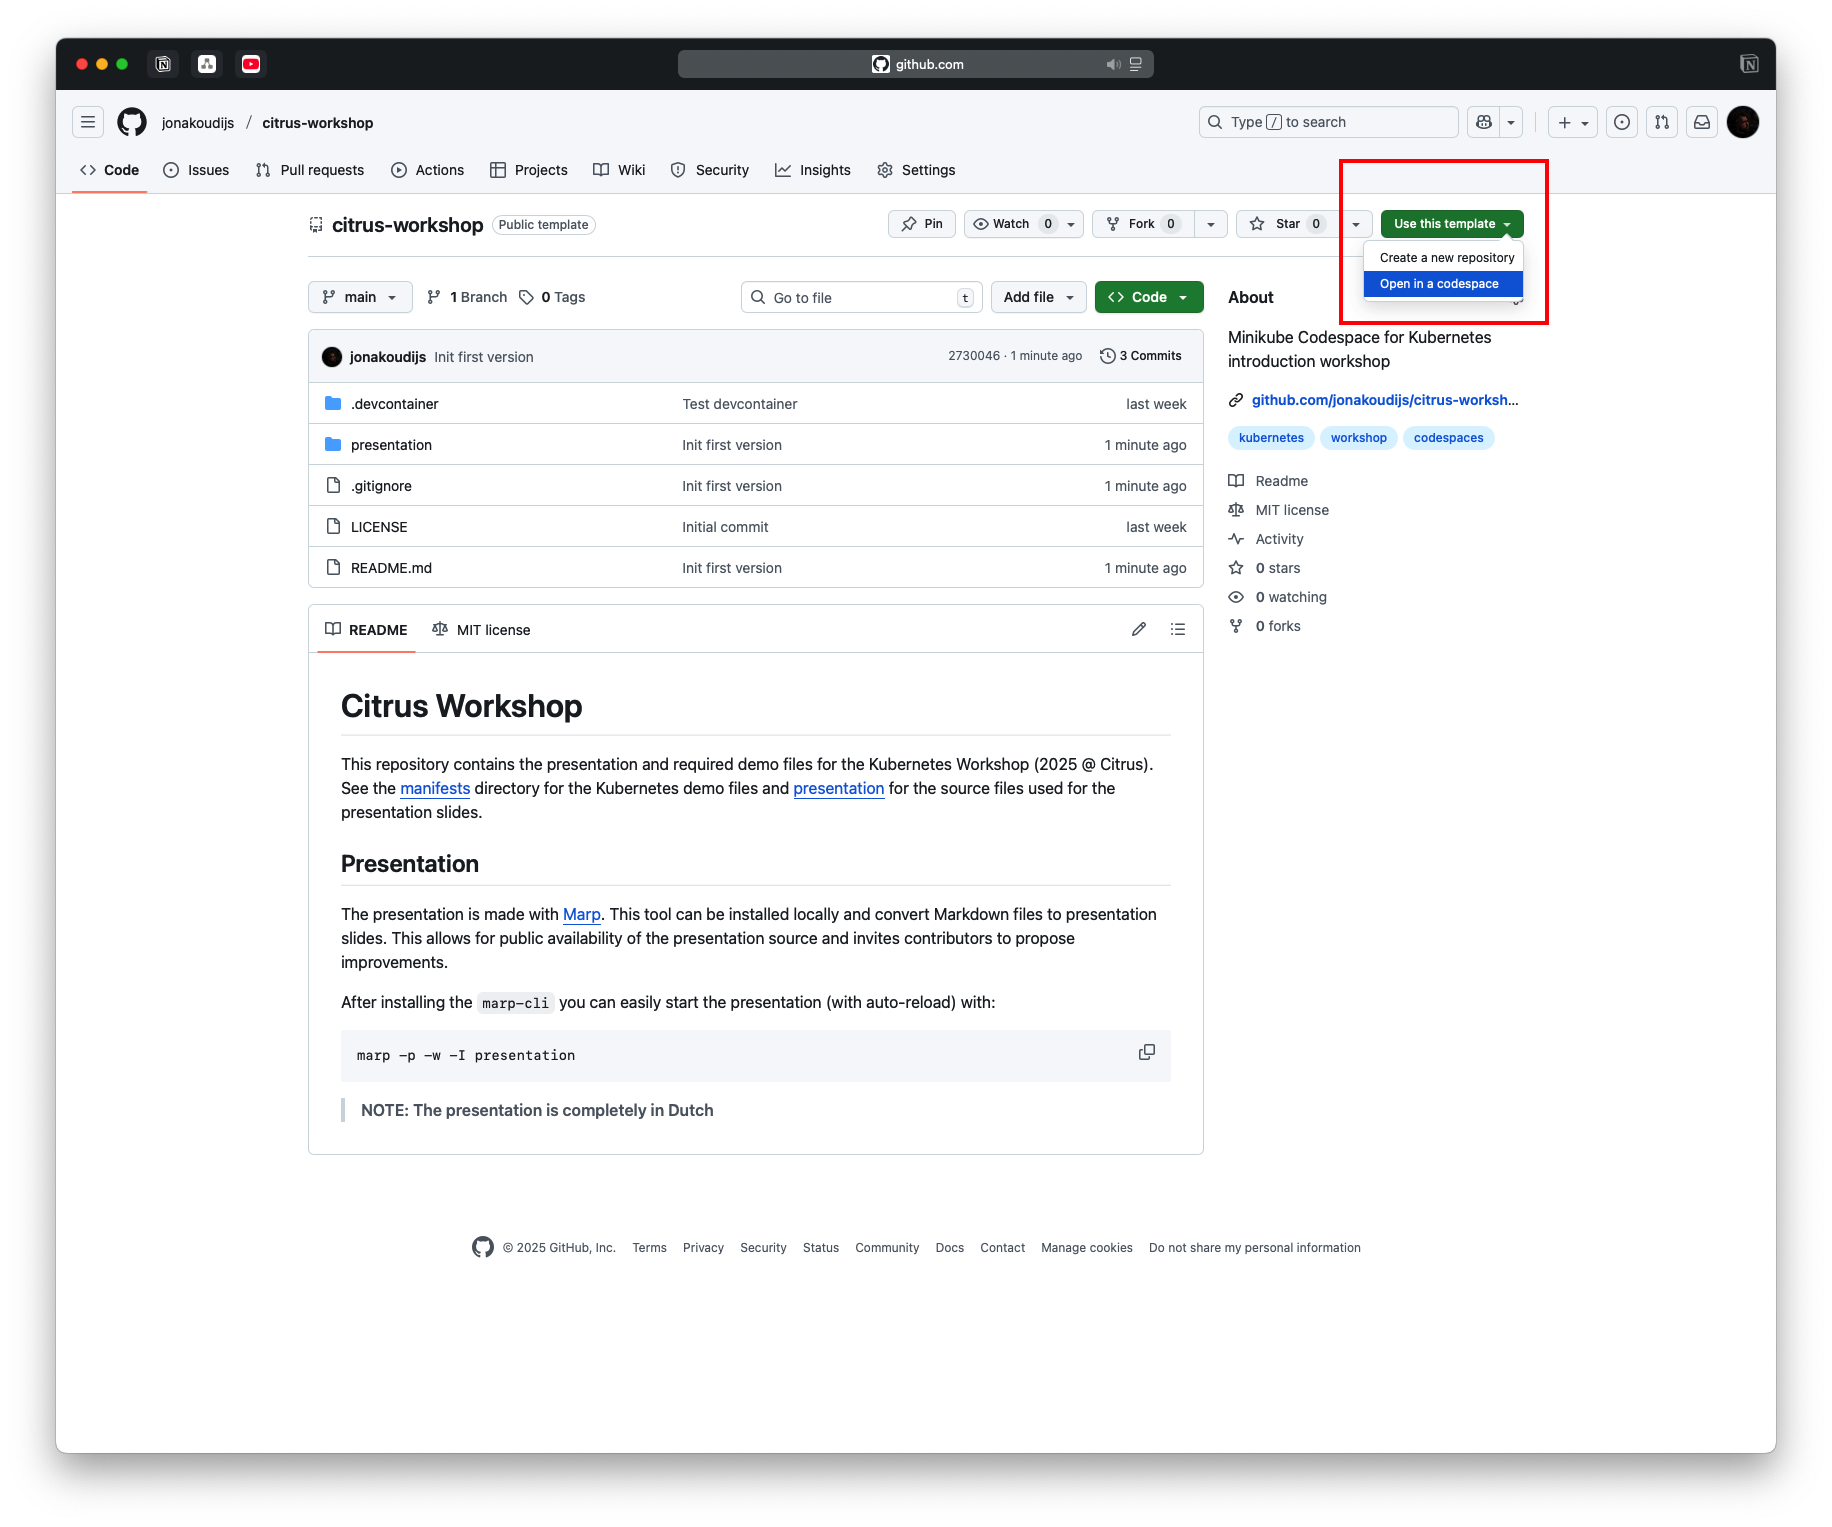 github.com
jonakoudijs / citrus-workshop
Type / to search
Code Issues Pull requests Actions Projects Wiki Security Insights Settings
citrus-workshop Public template
Pin Watch 0 Fork 0 Star 0 Use this template
Create a new repository
Open in a codespace
main 1 Branch 0 Tags
Go to file t Add file Code
jonakoudijs Init first version 2730046 · 1 minute ago 3 Commits
.devcontainer Test devcontainer last week
presentation Init first version 1 minute ago
.gitignore Init first version 1 minute ago
LICENSE Initial commit last week
README.md Init first version 1 minute ago
About
Minikube Codespace for Kubernetes
introduction workshop
github.com/jonakoudijs/citrus-worksh...
kubernetes workshop codespaces
Readme
MIT license
Activity
0 stars
0 watching
0 forks
README MIT license
Citrus Workshop
This repository contains the presentation and required demo files for the Kubernetes Workshop (2025 @ Citrus).
See the manifests directory for the Kubernetes demo files and presentation for the source files used for the
presentation slides.
Presentation
The presentation is made with Marp. This tool can be installed locally and convert Markdown files to presentation
slides. This allows for public availability of the presentation source and invites contributors to propose
improvements.
After installing the marp-cli you can easily start the presentation (with auto-reload) with:
marp -p -w -I presentation
NOTE: The presentation is completely in Dutch
© 2025 GitHub, Inc. Terms Privacy Security Status Community Docs Contact Manage cookies Do not share my personal information